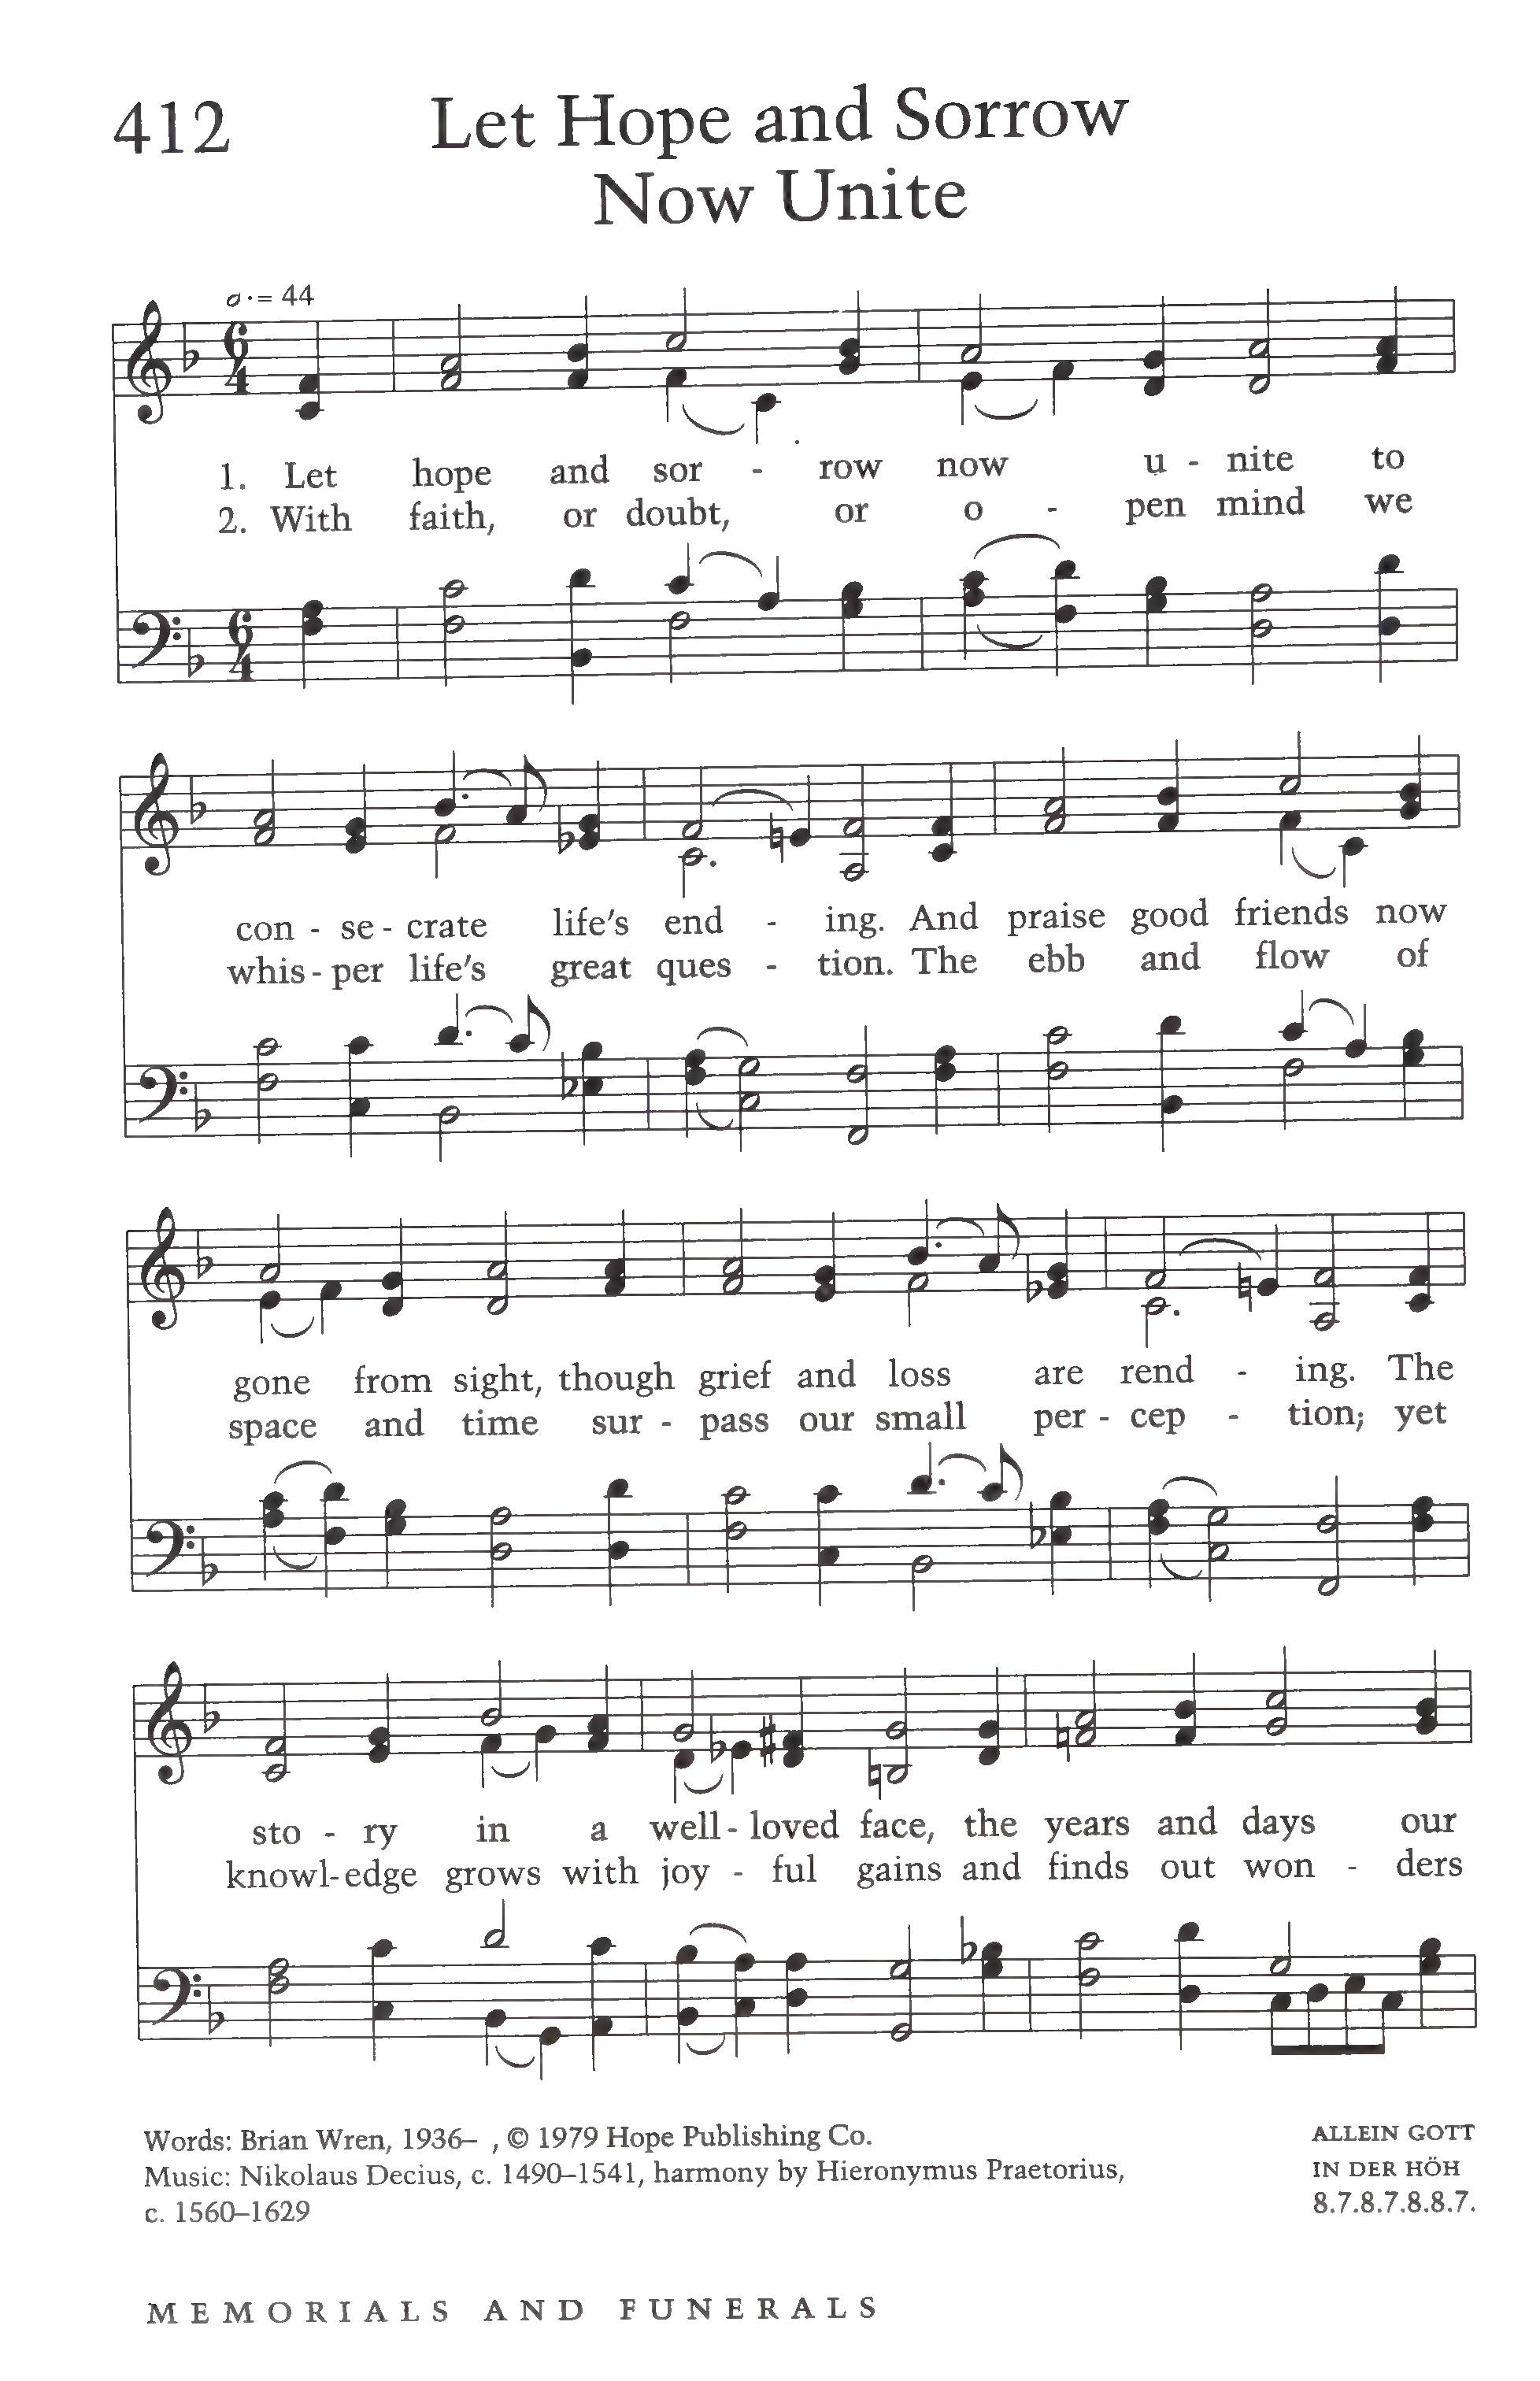 412
Let Hope and Sorrow
Now Unite
= 44
1. Let hope and sor - row now u - nite to
2. With faith, or doubt, or o - pen mind we
con - se - crate life's end - ing. And praise good friends now
whis - per life's great ques - tion. The ebb and flow of
gone from sight, though grief and loss are rend - ing. The
space and time sur - pass our small per - cep - tion; yet
sto - ry in a well - loved face, the years and days our
knowl - edge grows with joy - ful gains and finds out won - ders
Words: Brian Wren, 1936– , © 1979 Hope Publishing Co.
Music: Nikolaus Decius, c. 1490–1541, harmony by Hieronymus Praetorius,
c. 1560–1629
ALLEIN GOTT
IN DER HÖH
8.7.8.7.8.8.7.
MEMORIALS AND FUNERALS